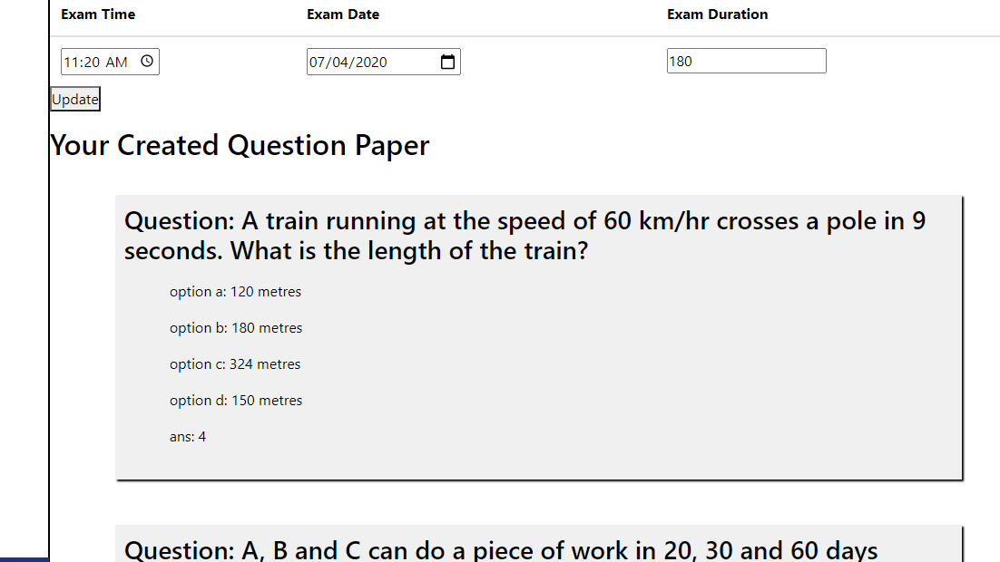 Exam Time Exam Date Exam Duration
11:20 AM 07/04/2020 180
Update
Your Created Question Paper
Question: A train running at the speed of 60 km/hr crosses a pole in 9
seconds. What is the length of the train?
option a: 120 metres
option b: 180 metres
option c: 324 metres
option d: 150 metres
ans: 4
Question: A, B and C can do a piece of work in 20, 30 and 60 days